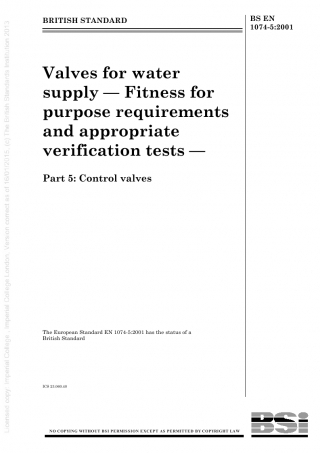 BRITISH STANDARD
BS EN
1074-5:2001
Valves for water
supply — Fitness for
purpose requirements
and appropriate
verification tests —
Part 5: Control valves
The European Standard EN 1074-5:2001 has the status of a
British Standard
NO COPYING WITHOUT BSI PERMISSION EXCEPT AS PERMITTED BY COPYRIGHT LAW
BSi